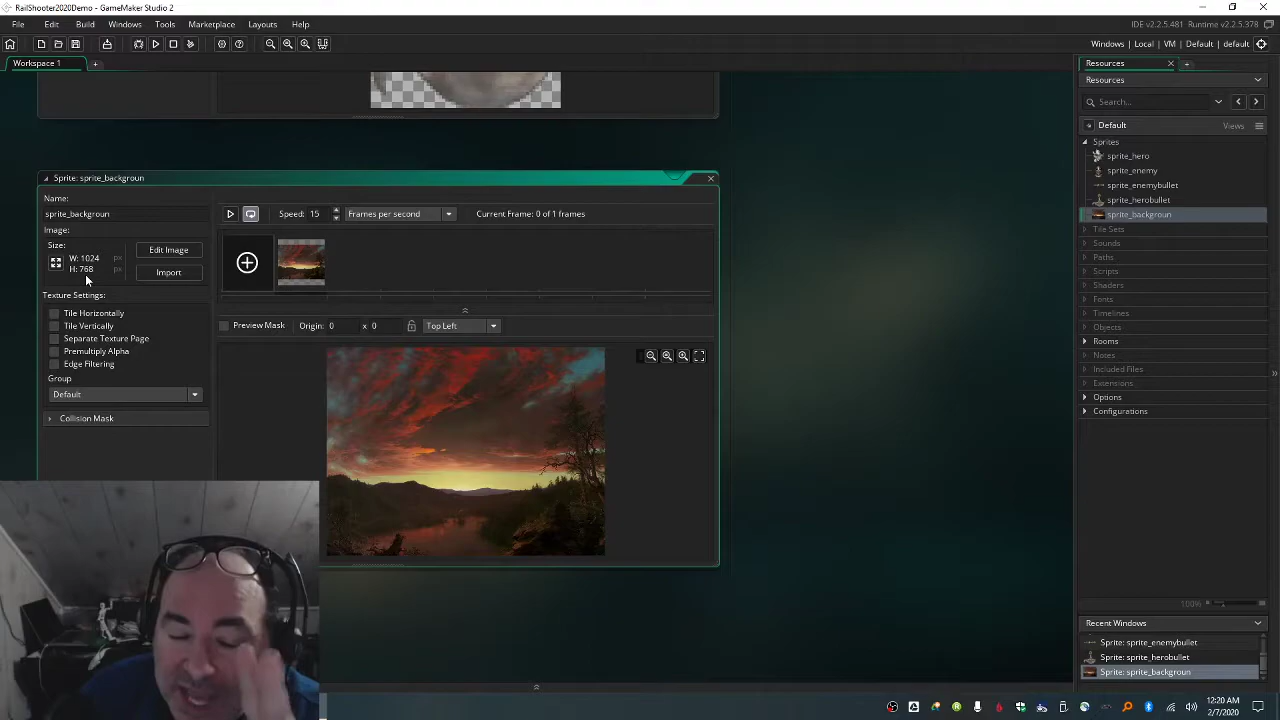 RailShooter2020Demo - GameMaker Studio 2
File Edit Build Windows Tools Marketplace Layouts Help
IDE v2.2.5.481 Runtime v2.2.5.378
Windows | Local | VM | Default | default
Workspace 1
Resources
Resources
Search...
Default
Views
Sprites
sprite_hero
sprite_enemy
sprite_enemybullet
sprite_herobullet
sprite_backgroun
Tile Sets
Sounds
Paths
Scripts
Shaders
Fonts
Timelines
Objects
Rooms
Notes
Included Files
Extensions
Options
Configurations
100%
Recent Windows
Sprite: sprite_enemybullet
Sprite: sprite_herobullet
Sprite: sprite_backgroun
Sprite: sprite_backgroun
Name:
sprite_backgroun
Image:
Size:
W: 1024 px
H: 768 px
Edit Image
Import
Texture Settings:
Tile Horizontally
Tile Vertically
Separate Texture Page
Premultiply Alpha
Edge Filtering
Group
Default
Collision Mask
Speed: 15 Frames per second
Current Frame: 0 of 1 frames
Preview Mask Origin: 0 x 0 Top Left
12:20 AM
2/7/2020